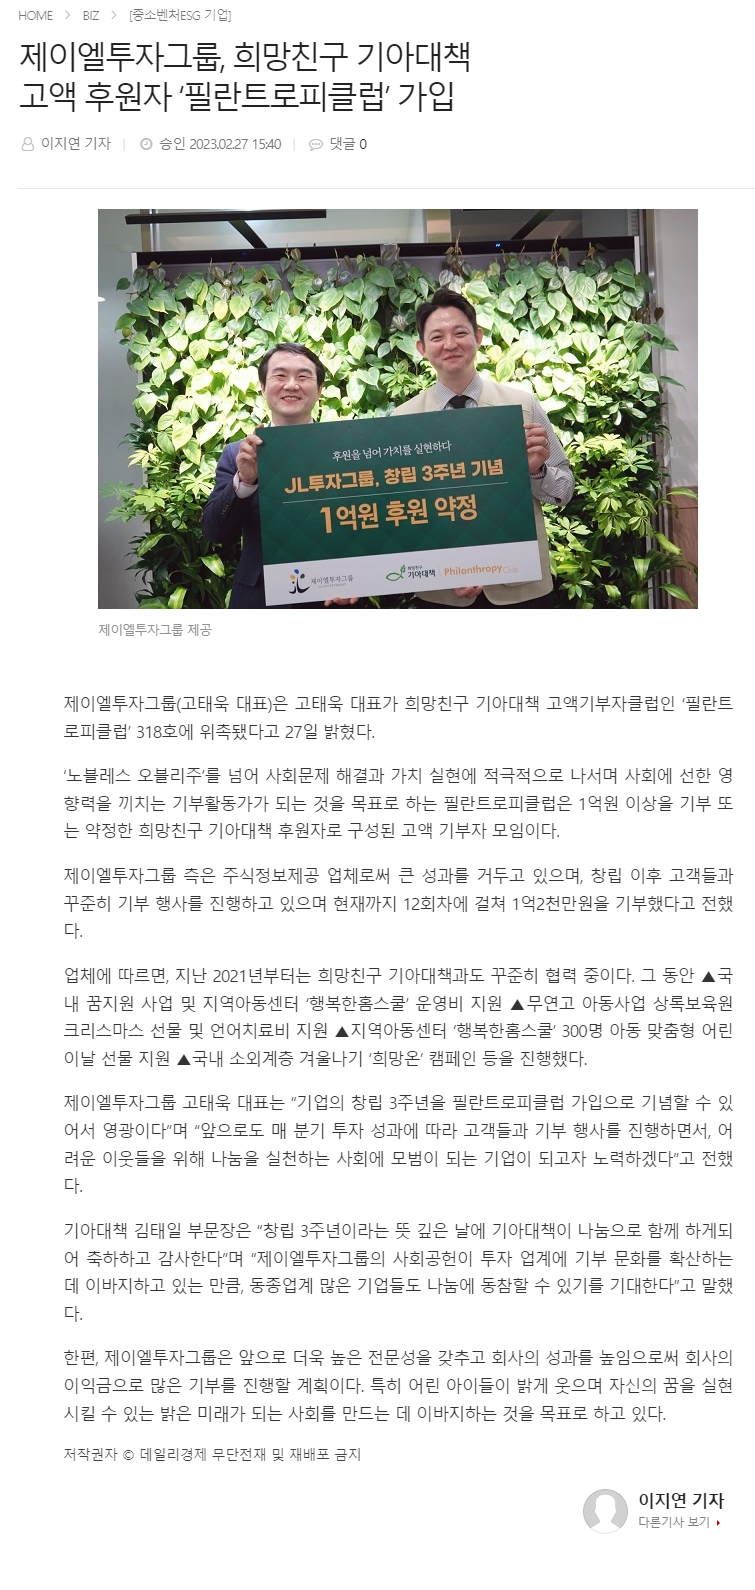 HOME > BIZ > [중소벤처ESG 기업]
제이엘투자그룹, 희망친구 기아대책
고액 후원자 ‘필란트로피클럽’ 가입
이지연 기자 | 승인 2023.02.27 15:40 | 댓글 0
후원을 넘어 가치를 실현하다
JL투자그룹, 창립 3주년 기념
1억원 후원 약정
제이엘투자그룹
희망친구 기아대책 | Philanthropy Club
제이엘투자그룹 제공
제이엘투자그룹(고태욱 대표)은 고태욱 대표가 희망친구 기아대책 고액기부자클럽인 ‘필란트
로피클럽’ 318호에 위촉됐다고 27일 밝혔다.
‘노블레스 오블리주’를 넘어 사회문제 해결과 가치 실현에 적극적으로 나서며 사회에 선한 영
향력을 끼치는 기부활동가가 되는 것을 목표로 하는 필란트로피클럽은 1억원 이상을 기부 또
는 약정한 희망친구 기아대책 후원자로 구성된 고액 기부자 모임이다.
제이엘투자그룹 측은 주식정보제공 업체로써 큰 성과를 거두고 있으며, 창립 이후 고객들과
꾸준히 기부 행사를 진행하고 있으며 현재까지 12회차에 걸쳐 1억2천만원을 기부했다고 전했
다.
업체에 따르면, 지난 2021년부터는 희망친구 기아대책과도 꾸준히 협력 중이다. 그 동안 ▲국
내 꿈지원 사업 및 지역아동센터 ‘행복한홈스쿨’ 운영비 지원 ▲무연고 아동사업 상록보육원
크리스마스 선물 및 언어치료비 지원 ▲지역아동센터 ‘행복한홈스쿨’ 300명 아동 맞춤형 어린
이날 선물 지원 ▲국내 소외계층 겨울나기 ‘희망온’ 캠페인 등을 진행했다.
제이엘투자그룹 고태욱 대표는 “기업의 창립 3주년을 필란트로피클럽 가입으로 기념할 수 있
어서 영광이다”며 “앞으로도 매 분기 투자 성과에 따라 고객들과 기부 행사를 진행하면서, 어
려운 이웃들을 위해 나눔을 실천하는 사회에 모범이 되는 기업이 되고자 노력하겠다”고 전했
다.
기아대책 김태일 부문장은 “창립 3주년이라는 뜻 깊은 날에 기아대책이 나눔으로 함께 하게되
어 축하하고 감사한다”며 “제이엘투자그룹의 사회공헌이 투자 업계에 기부 문화를 확산하는
데 이바지하고 있는 만큼, 동종업계 많은 기업들도 나눔에 동참할 수 있기를 기대한다”고 말했
다.
한편, 제이엘투자그룹은 앞으로 더욱 높은 전문성을 갖추고 회사의 성과를 높임으로써 회사의
이익금으로 많은 기부를 진행할 계획이다. 특히 어린 아이들이 밝게 웃으며 자신의 꿈을 실현
시킬 수 있는 밝은 미래가 되는 사회를 만드는 데 이바지하는 것을 목표로 하고 있다.
저작권자 © 데일리경제 무단전재 및 재배포 금지
이지연 기자
다른기사 보기